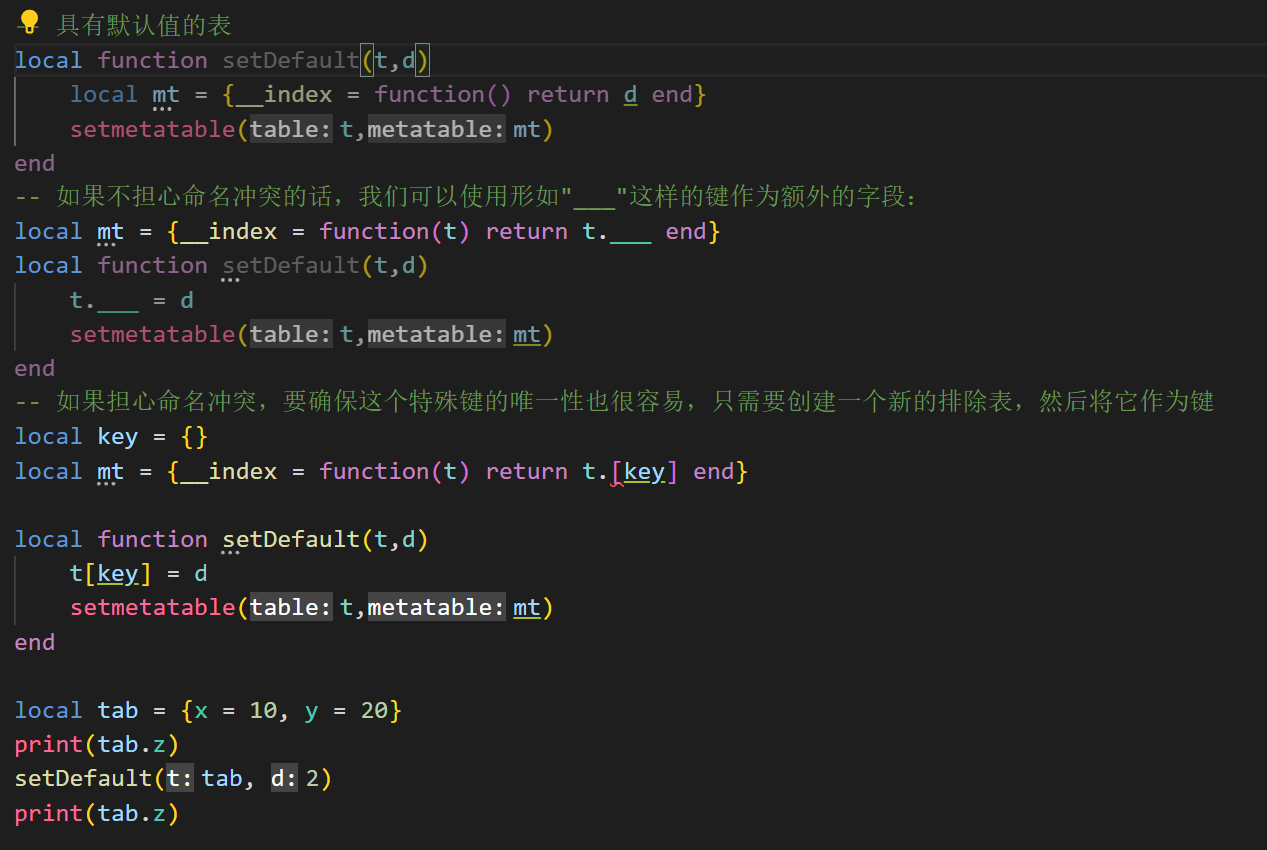 -- 具有默认值的表
local function setDefault(t,d)
    local mt = {__index = function() return d end}
    setmetatable(table: t,metatable: mt)
end
-- 如果不担心命名冲突的话，我们可以使用形如"___"这样的键作为额外的字段：
local mt = {__index = function(t) return t.___ end}
local function setDefault(t,d)
    t.___ = d
    setmetatable(table: t,metatable: mt)
end
-- 如果担心命名冲突，要确保这个特殊键的唯一性也很容易，只需要创建一个新的排除表，然后将它作为键
local key = {}
local mt = {__index = function(t) return t.[key] end}
local function setDefault(t,d)
    t[key] = d
    setmetatable(table: t,metatable: mt)
end
local tab = {x = 10, y = 20}
print(tab.z)
setDefault(t: tab, d: 2)
print(tab.z)